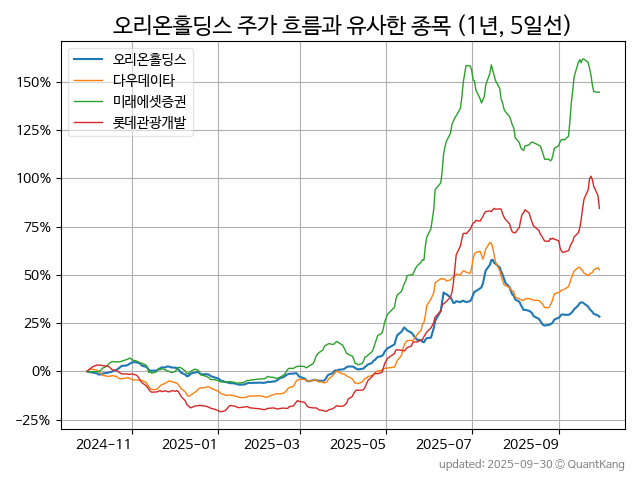 오리온홀딩스 주가 흐름과 유사한 종목 (1년, 5일선)
오리온홀딩스
다우데이타
미래에셋증권
롯데관광개발
150%
125%
100%
75%
50%
25%
0%
−25%
2024-11 2025-01 2025-03 2025-05 2025-07 2025-09
updated: 2025-09-30 © QuantKang